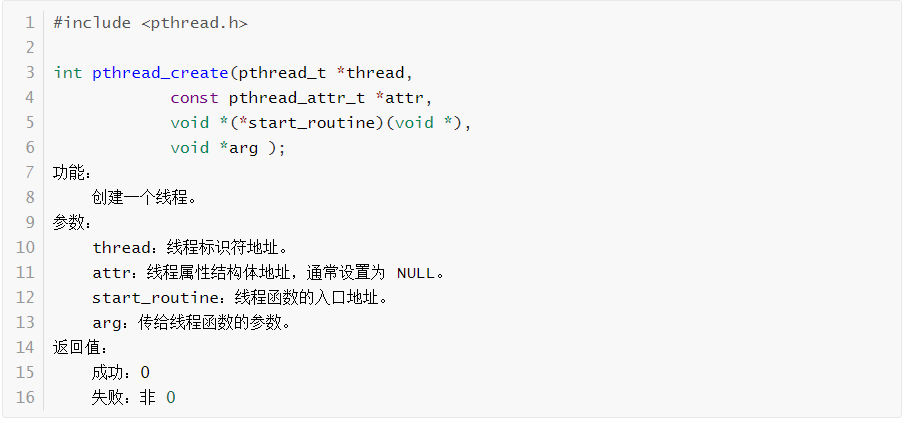 1 #include <pthread.h>
2
3 int pthread_create(pthread_t *thread,
4 const pthread_attr_t *attr,
5 void *(*start_routine)(void *),
6 void *arg );
7 功能：
8 创建一个线程。
9 参数：
10 thread：线程标识符地址。
11 attr：线程属性结构体地址，通常设置为 NULL。
12 start_routine：线程函数的入口地址。
13 arg：传给线程函数的参数。
14 返回值：
15 成功：0
16 失败：非 0